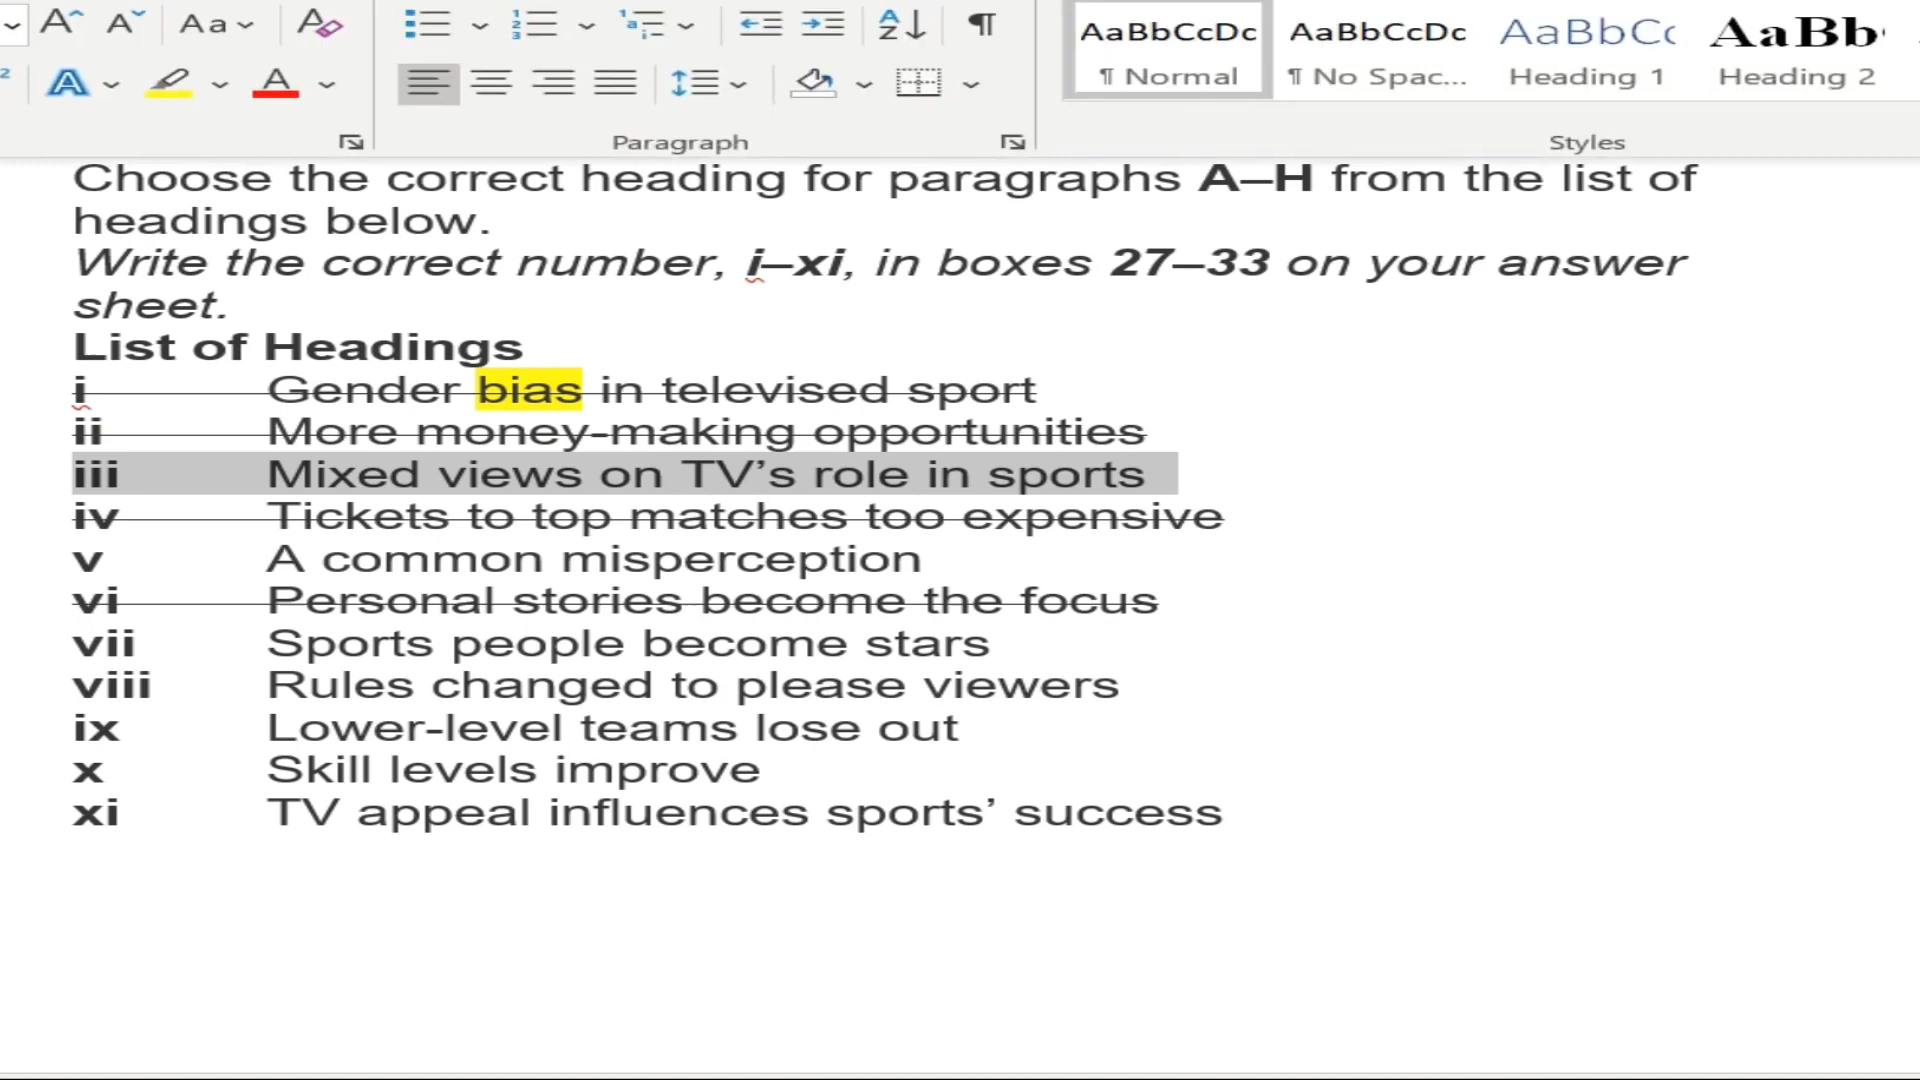 Aa
Paragraph
AaBbCcDc
¶ Normal
AaBbCcDc
¶ No Spac...
AaBbCc
Heading 1
AaBb
Heading 2
Styles
Choose the correct heading for paragraphs A–H from the list of
headings below.
Write the correct number, i–xi, in boxes 27–33 on your answer
sheet.
List of Headings
i Gender bias in televised sport
ii More money-making opportunities
iii Mixed views on TV’s role in sports
iv Tickets to top matches too expensive
v A common misperception
vi Personal stories become the focus
vii Sports people become stars
viii Rules changed to please viewers
ix Lower-level teams lose out
x Skill levels improve
xi TV appeal influences sports’ success